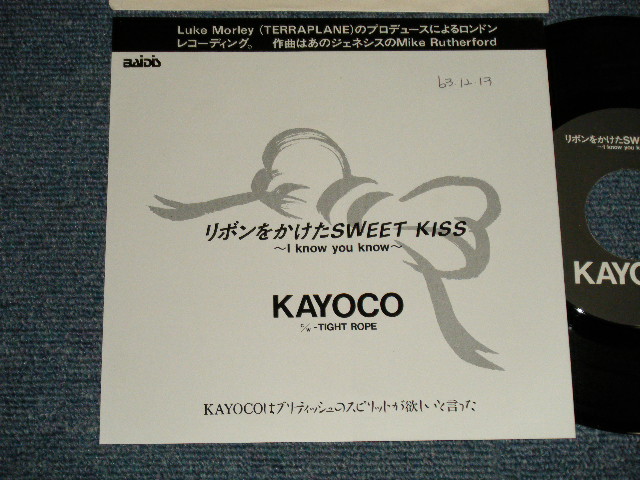 Luke Morley (TERRAPLANE)のプロデュースによるロンドン
レコーディング。 作曲はあのジェネシスのMike Rutherford
BAIDIS
63.12.17
リボンをかけたSWEET KISS
〜I know you know〜
KAYOCO
c/w -TIGHT ROPE
KAYOCOはブリティッシュのスピリットが欲しいと言った
リボンをかけたSWE
〜I know you k
KAYOC